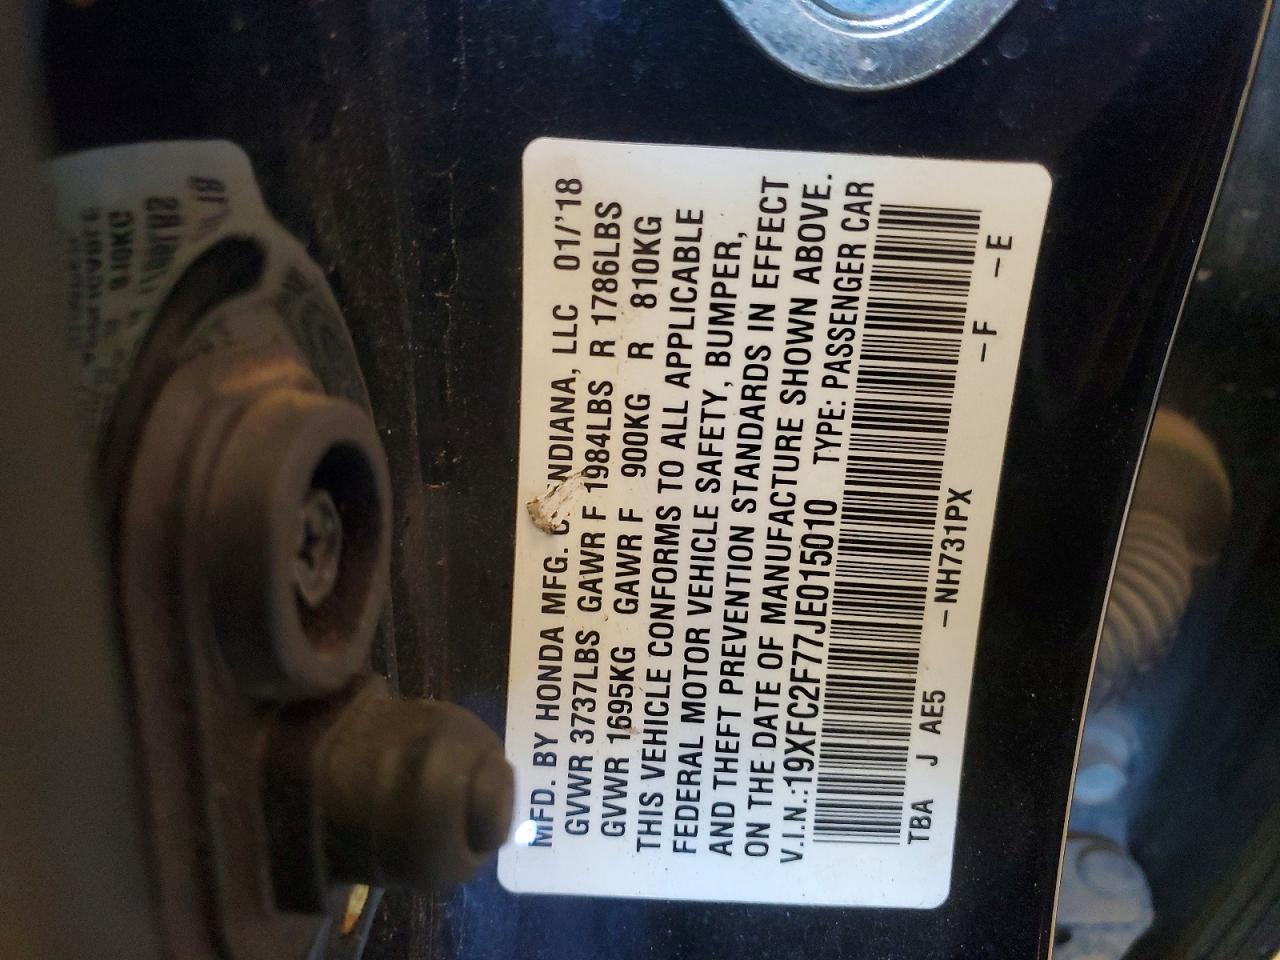 MFD. BY HONDA MFG. NDIANA, LLC 01/'18
GVWR 3737LBS GAWR F 1984LBS R 1786LBS
GVWR 1695KG GAWR F 900KG R 810KG
THIS VEHICLE CONFORMS TO ALL APPLICABLE
FEDERAL MOTOR VEHICLE SAFETY, BUMPER,
AND THEFT PREVENTION STANDARDS IN EFFECT
ON THE DATE OF MANUFACTURE SHOWN ABOVE.
V.I.N.:19XFC2F77JE015010 TYPE: PASSENGER CAR
TBA J AE5 -NH731PX -F -E
810KG